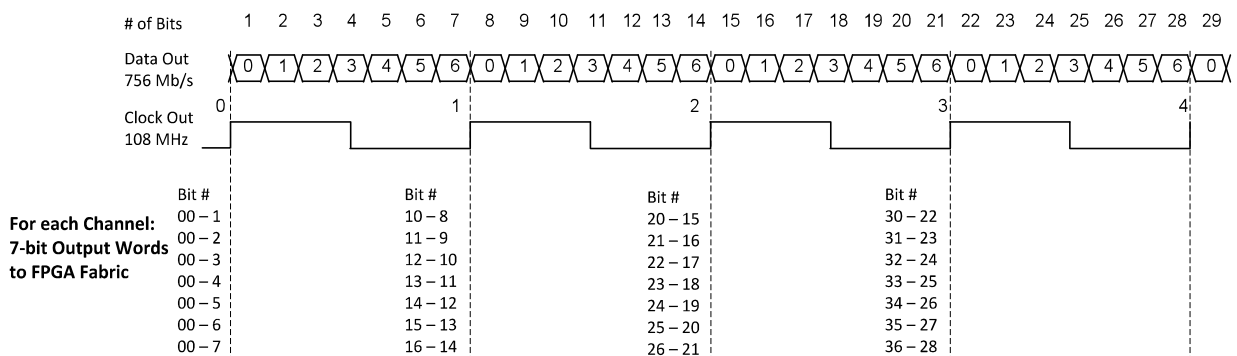 # of Bits 1 2 3 4 5 6 7 8 9 10 11 12 13 14 15 16 17 18 19 20 21 22 23 24 25 26 27 28 29
Data Out
756 Mb/s
0 1 2 3 4 5 6 0 1 2 3 4 5 6 0 1 2 3 4 5 6 0 1 2 3 4 5 6 0
0 1 2 3 4
Clock Out
108 MHz
For each Channel:
7-bit Output Words
to FPGA Fabric
Bit #
00 – 1
00 – 2
00 – 3
00 – 4
00 – 5
00 – 6
00 – 7
Bit #
10 – 8
11 – 9
12 – 10
13 – 11
14 – 12
15 – 13
16 – 14
Bit #
20 – 15
21 – 16
22 – 17
23 – 18
24 – 19
25 – 20
26 – 21
Bit #
30 – 22
31 – 23
32 – 24
33 – 25
34 – 26
35 – 27
36 – 28